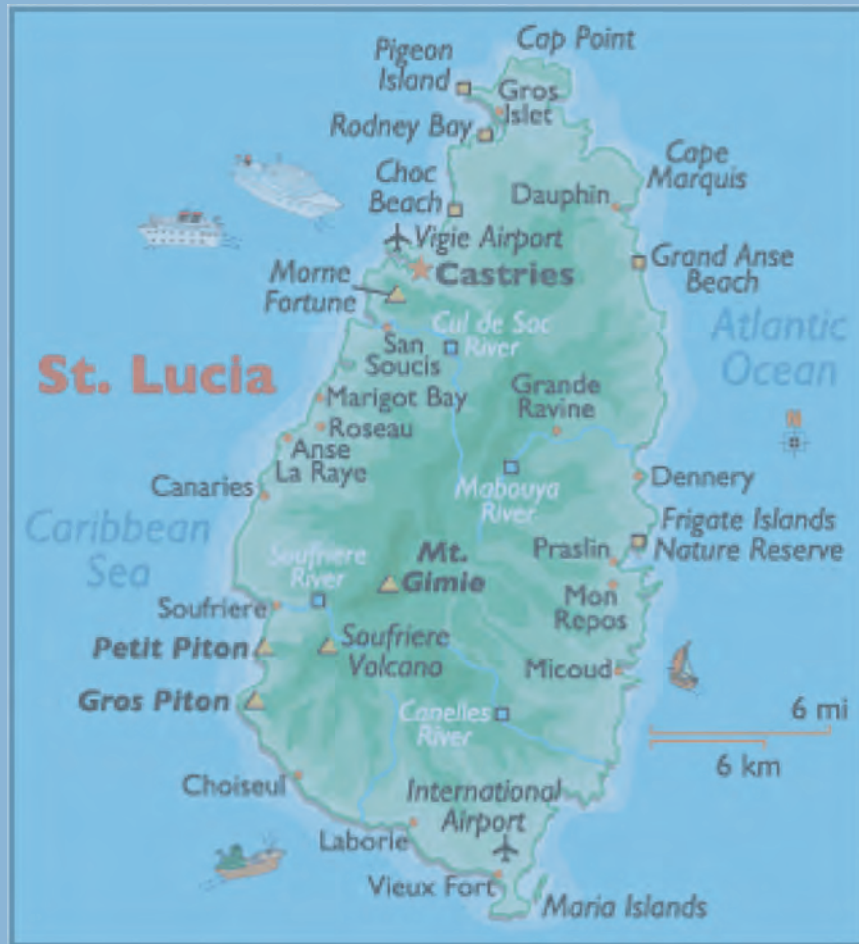 Cap Point
Pigeon
Island
Gros
Islet
Rodney Bay
Cape
Marquis
Choc
Beach
Dauphin
Vigie Airport
Grand Anse
Beach
Castries
Morne
Fortune
Atlantic
Ocean
Cul de Sac
River
San
Soucis
St. Lucia
Marigot Bay
Grande
Ravine
Roseau
N
Anse
La Raye
Dennery
Canaries
Mabouya
River
Caribbean
Sea
Frigate Islands
Nature Reserve
Praslin
Mt.
Gimie
Soufriere
River
Mon
Repos
Soufriere
Petit Piton
Soufriere
Volcano
Micoud
Gros Piton
Canelles
River
6 mi
6 km
Choiseul
International
Airport
Laborie
Vieux Fort
Maria Islands